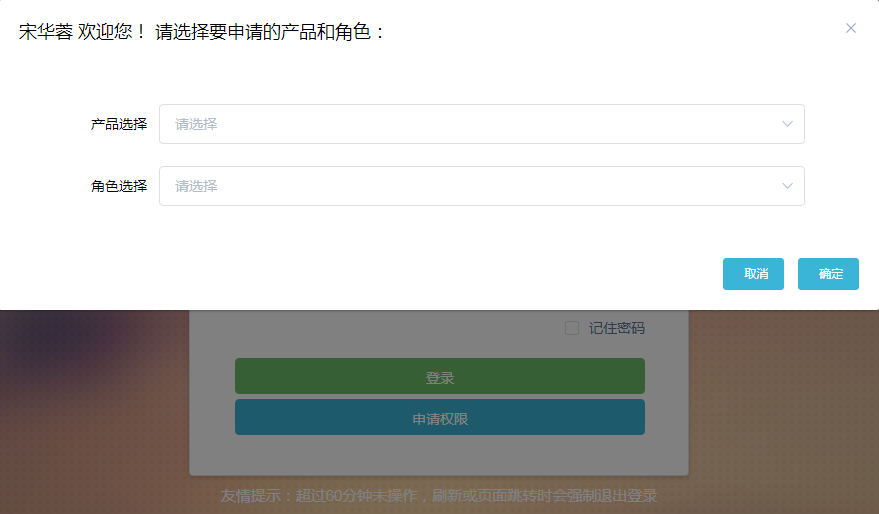 宋华蓉 欢迎您！ 请选择要申请的产品和角色：
产品选择 请选择
角色选择 请选择
取消 确定
记住密码
登录
申请权限
友情提示：超过60分钟未操作，刷新或页面跳转时会强制退出登录